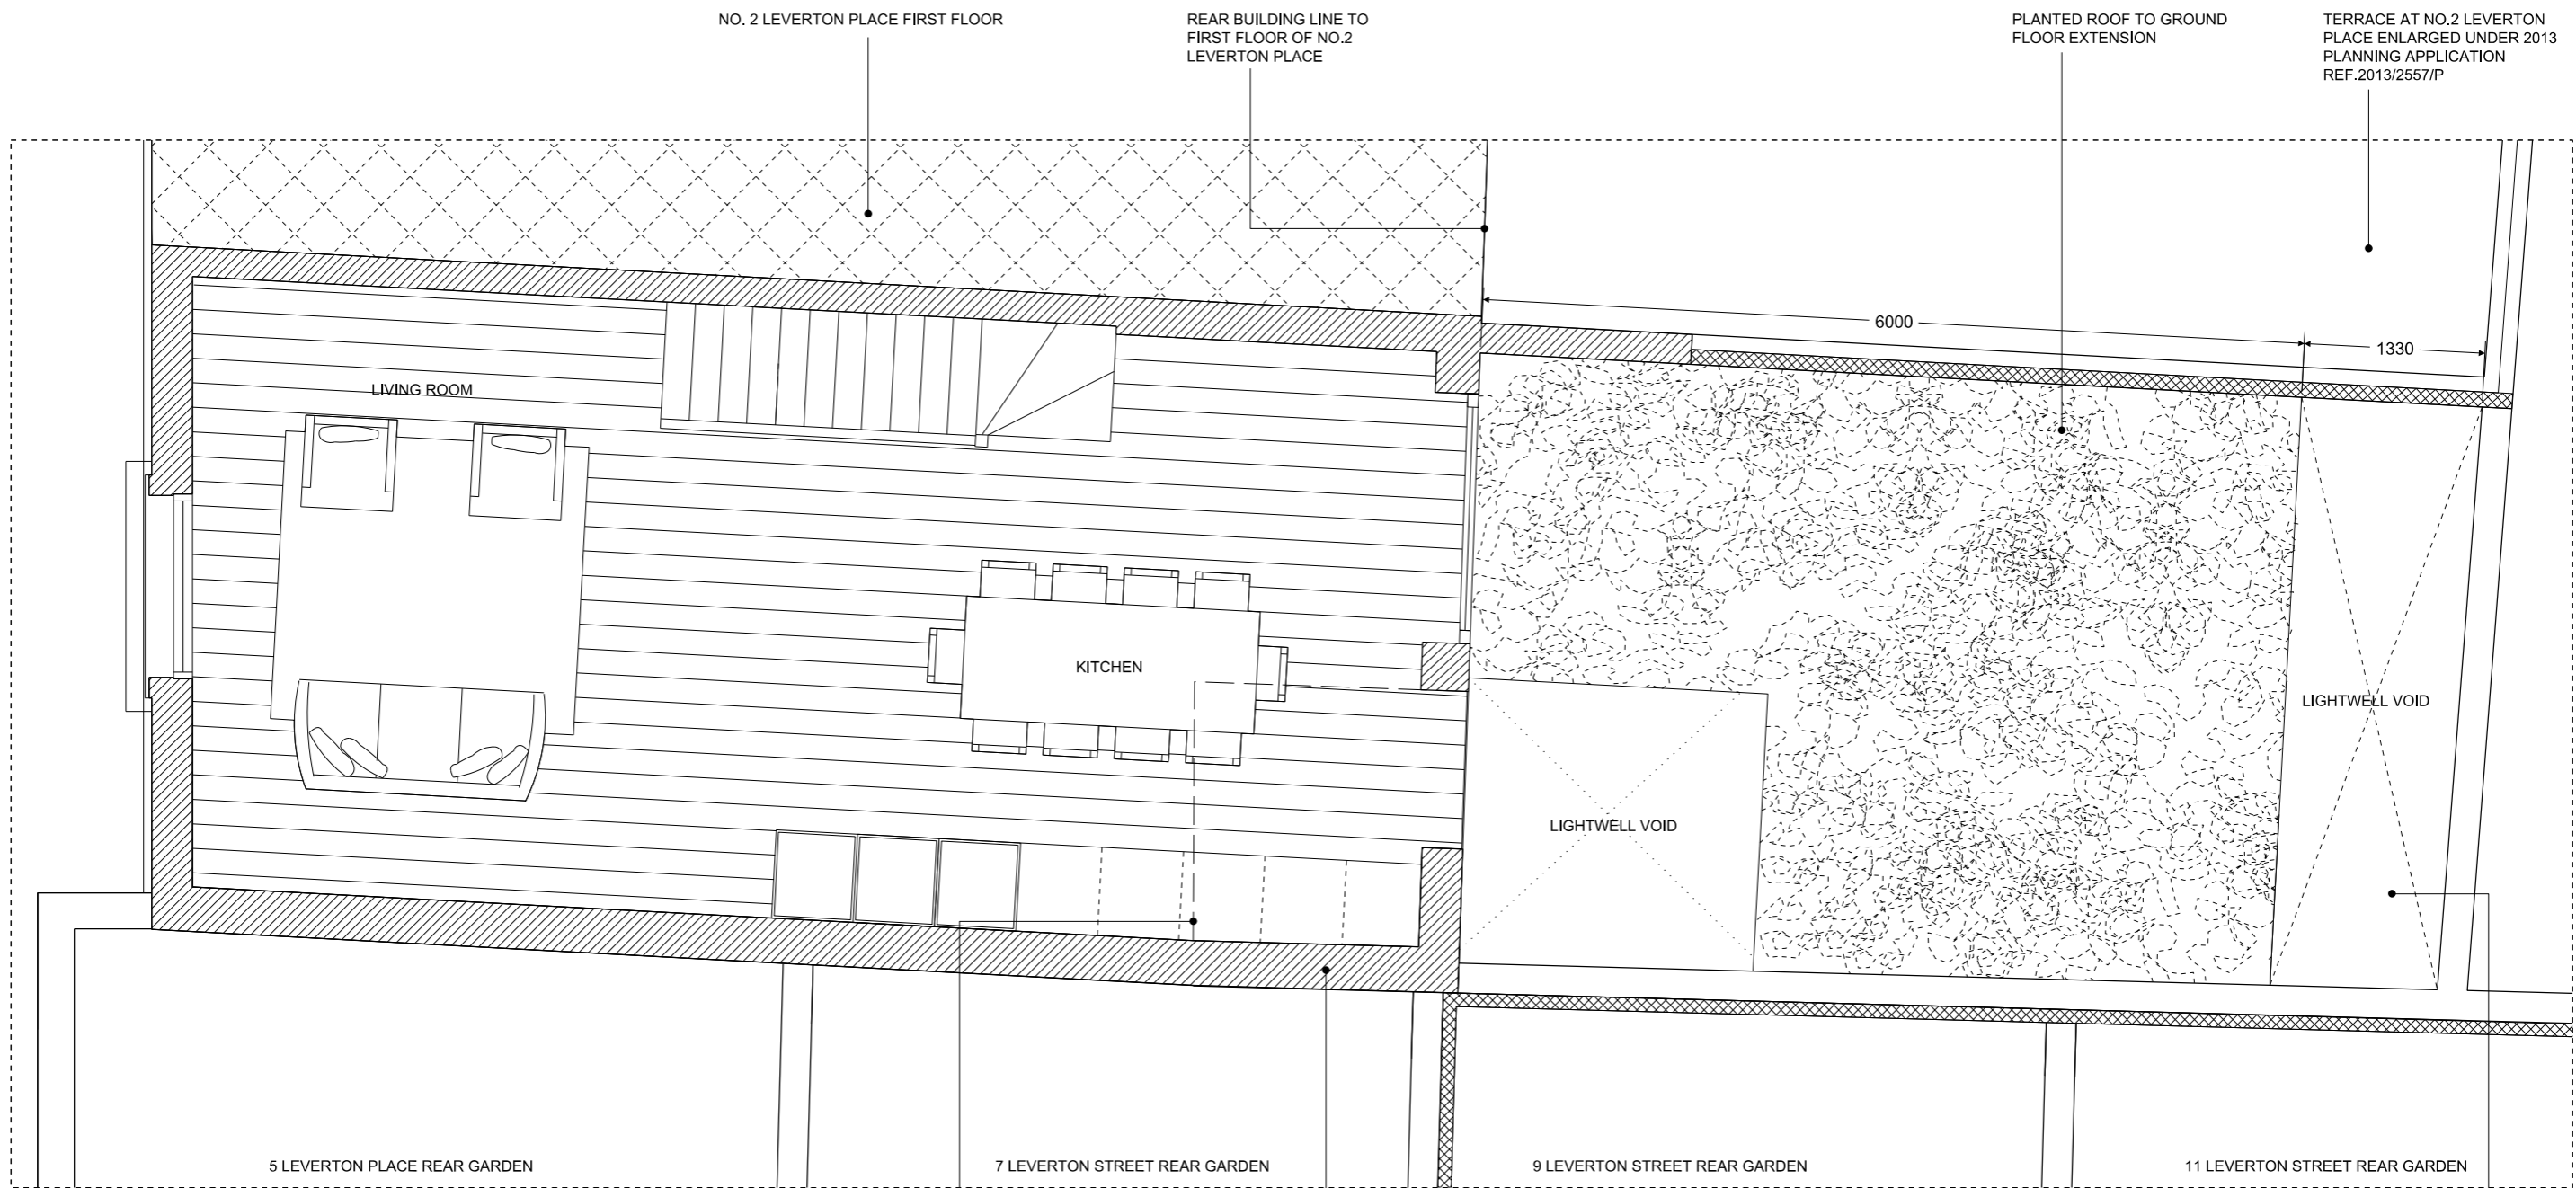 NO. 2 LEVERTON PLACE FIRST FLOOR
REAR BUILDING LINE TO
FIRST FLOOR OF NO.2
LEVERTON PLACE
PLANTED ROOF TO GROUND
FLOOR EXTENSION
TERRACE AT NO.2 LEVERTON
PLACE ENLARGED UNDER 2013
PLANNING APPLICATION
REF.2013/2557/P
6000
1330
LIVING ROOM
KITCHEN
LIGHTWELL VOID
LIGHTWELL VOID
5 LEVERTON PLACE REAR GARDEN
7 LEVERTON STREET REAR GARDEN
9 LEVERTON STREET REAR GARDEN
11 LEVERTON STREET REAR GARDEN